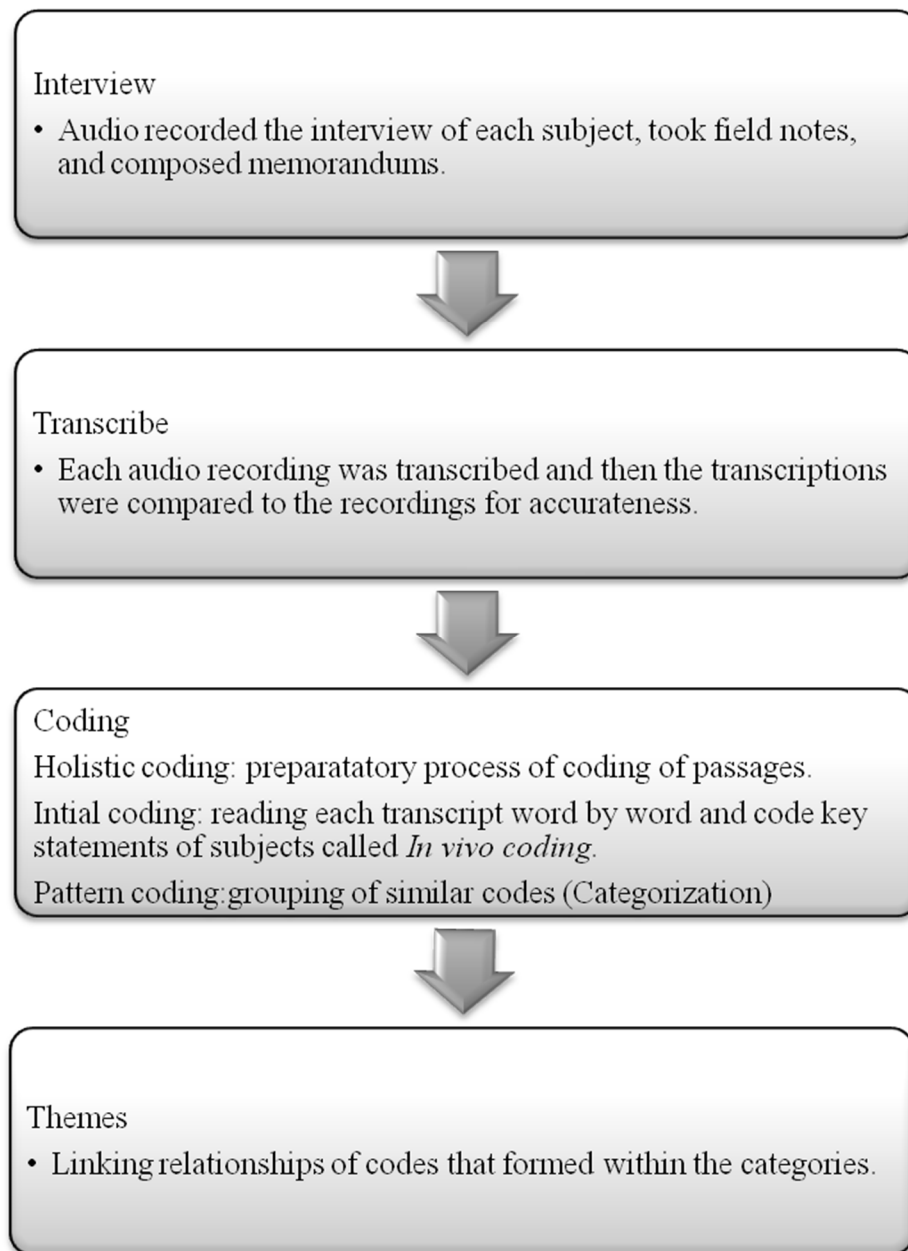 Interview
• Audio recorded the interview of each subject, took field notes,
and composed memorandums.
Transcribe
• Each audio recording was transcribed and then the transcriptions
were compared to the recordings for accurateness.
Coding
Holistic coding: preparatatory process of coding of passages.
Intial coding: reading each transcript word by word and code key
statements of subjects called In vivo coding.
Pattern coding:grouping of similar codes (Categorization)
Themes
• Linking relationships of codes that formed within the categories.